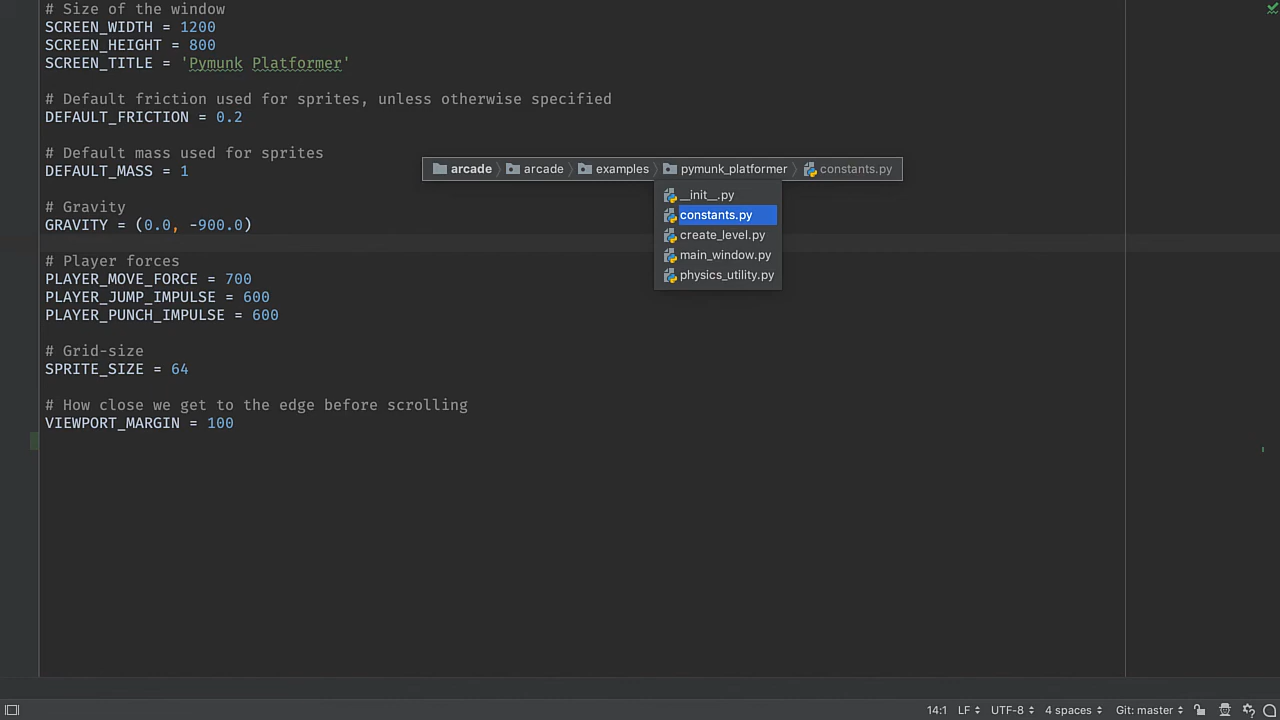 # Size of the window
SCREEN_WIDTH = 1200
SCREEN_HEIGHT = 800
SCREEN_TITLE = 'Pymunk Platformer'
# Default friction used for sprites, unless otherwise specified
DEFAULT_FRICTION = 0.2
# Default mass used for sprites
DEFAULT_MASS = 1
# Gravity
GRAVITY = (0.0, -900.0)
# Player forces
PLAYER_MOVE_FORCE = 700
PLAYER_JUMP_IMPULSE = 600
PLAYER_PUNCH_IMPULSE = 600
# Grid-size
SPRITE_SIZE = 64
# How close we get to the edge before scrolling
VIEWPORT_MARGIN = 100
arcade arcade examples pymunk_platformer constants.py
__init__.py
constants.py
create_level.py
main_window.py
physics_utility.py
14:1 LF UTF-8 4 spaces Git: master